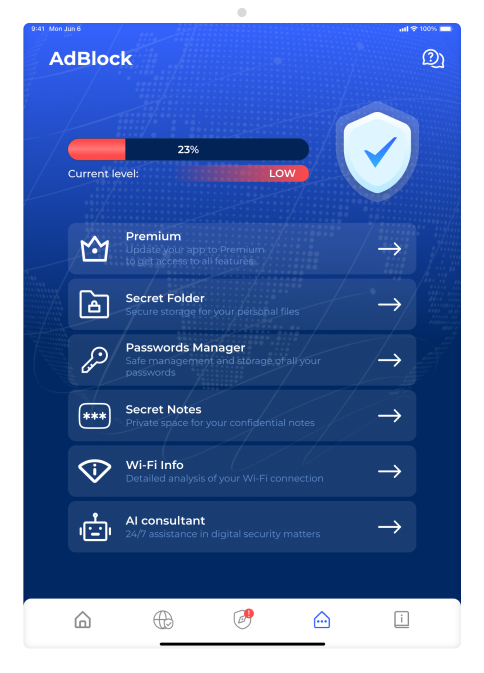 9:41 Mon Jun 6
100%
AdBlock
?
23%
Current level:
LOW
Premium
Update your app to Premium
to get access to all features.
Secret Folder
Secure storage for your personal files
Passwords Manager
Safe management and storage of all your
passwords
***
Secret Notes
Private space for your confidential notes
Wi-Fi Info
Detailed analysis of your Wi-Fi connection
AI consultant
24/7 assistance in digital security matters
!